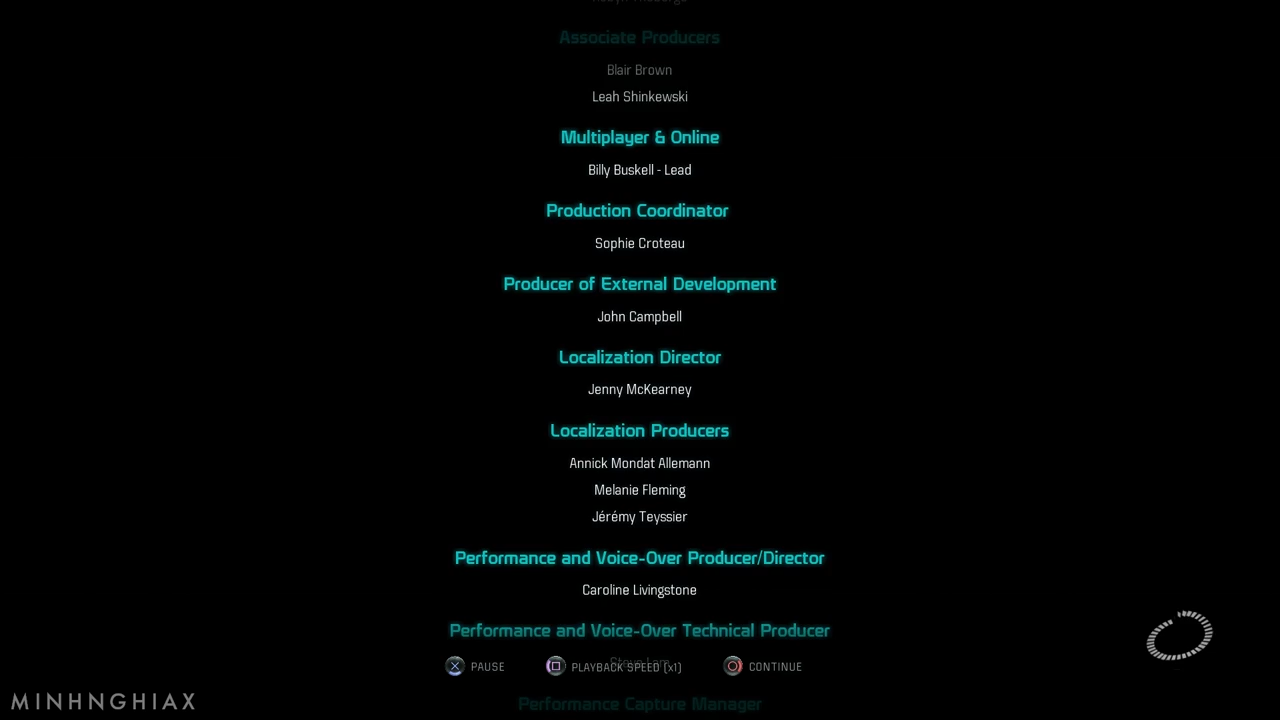 Associate Producers
Blair Brown
Leah Shinkewski
Multiplayer & Online
Billy Buskell - Lead
Production Coordinator
Sophie Croteau
Producer of External Development
John Campbell
Localization Director
Jenny McKearney
Localization Producers
Annick Mondat Allemann
Melanie Fleming
Jérémy Teyssier
Performance and Voice-Over Producer/Director
Caroline Livingstone
Performance and Voice-Over Technical Producer
PAUSE PLAYBACK SPEED (x1) CONTINUE
MINHNGHIAX
Performance Capture Manager